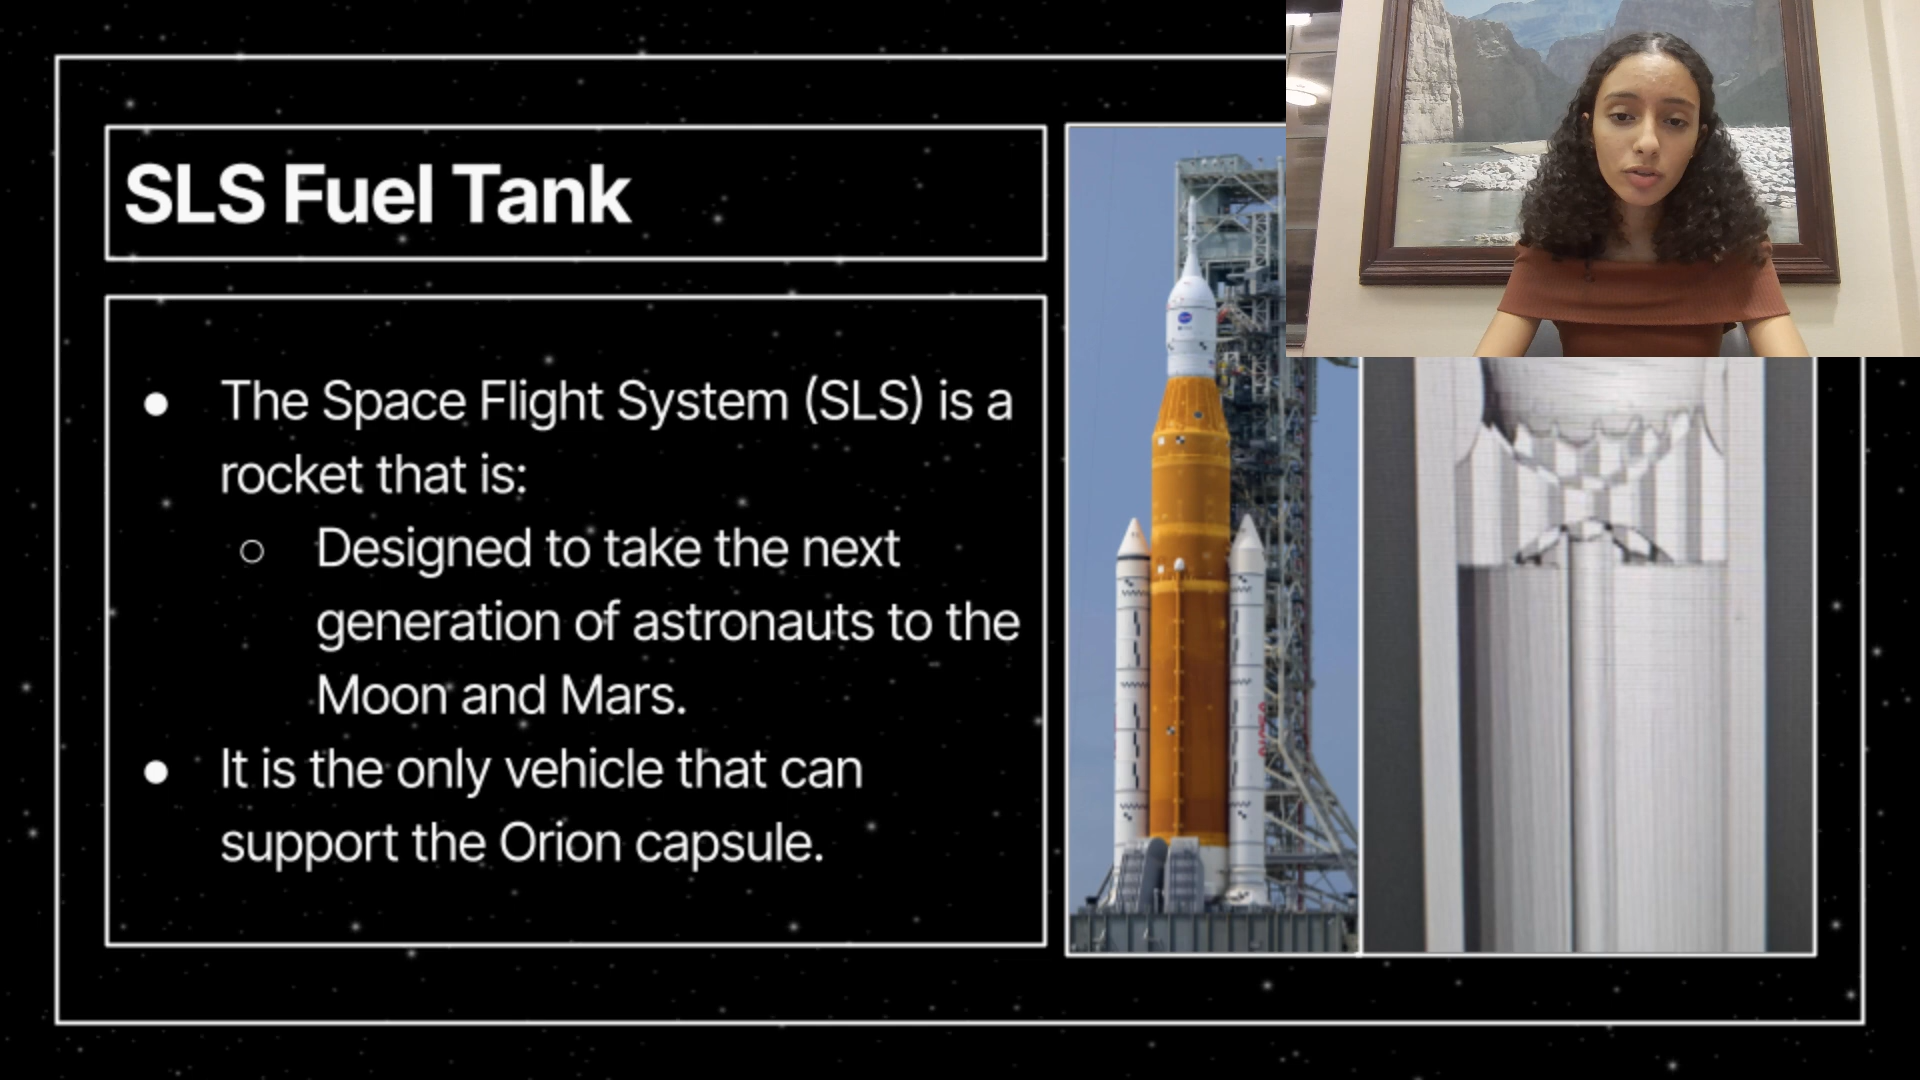 SLS Fuel Tank
● The Space Flight System (SLS) is a
rocket that is:
○ Designed to take the next
generation of astronauts to the
Moon and Mars.
● It is the only vehicle that can
support the Orion capsule.